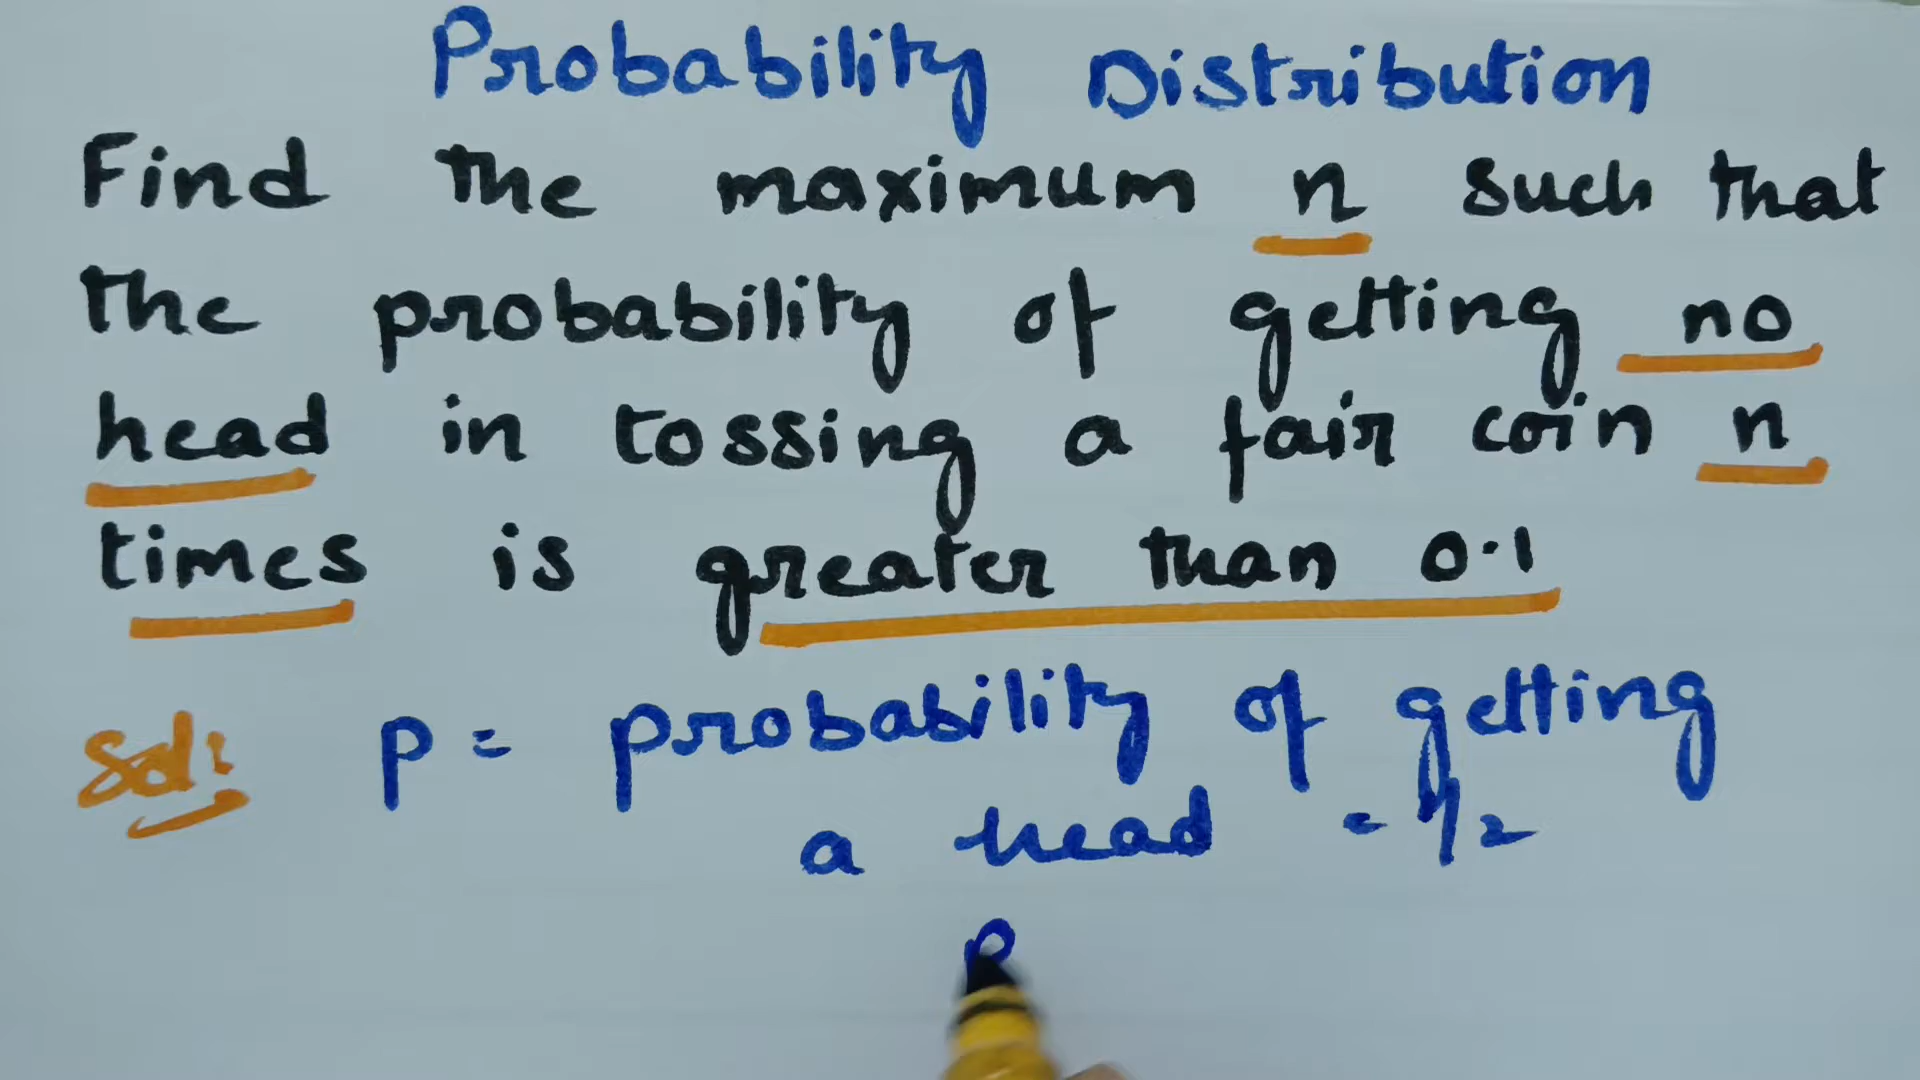 Probability Distribution
Find the maximum n such that
the probability of getting no
head in tossing a fair coin n
times is greater than 0.1
Sol: p = probability of getting
a head = 1/2
p